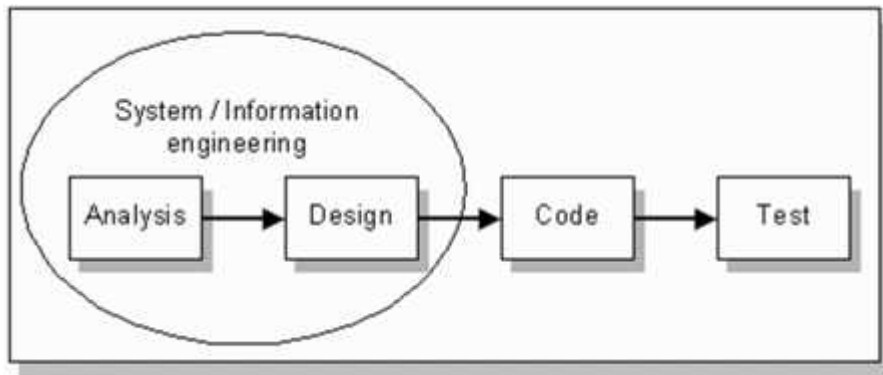 System / Information
engineering
Analysis
Design
Code
Test